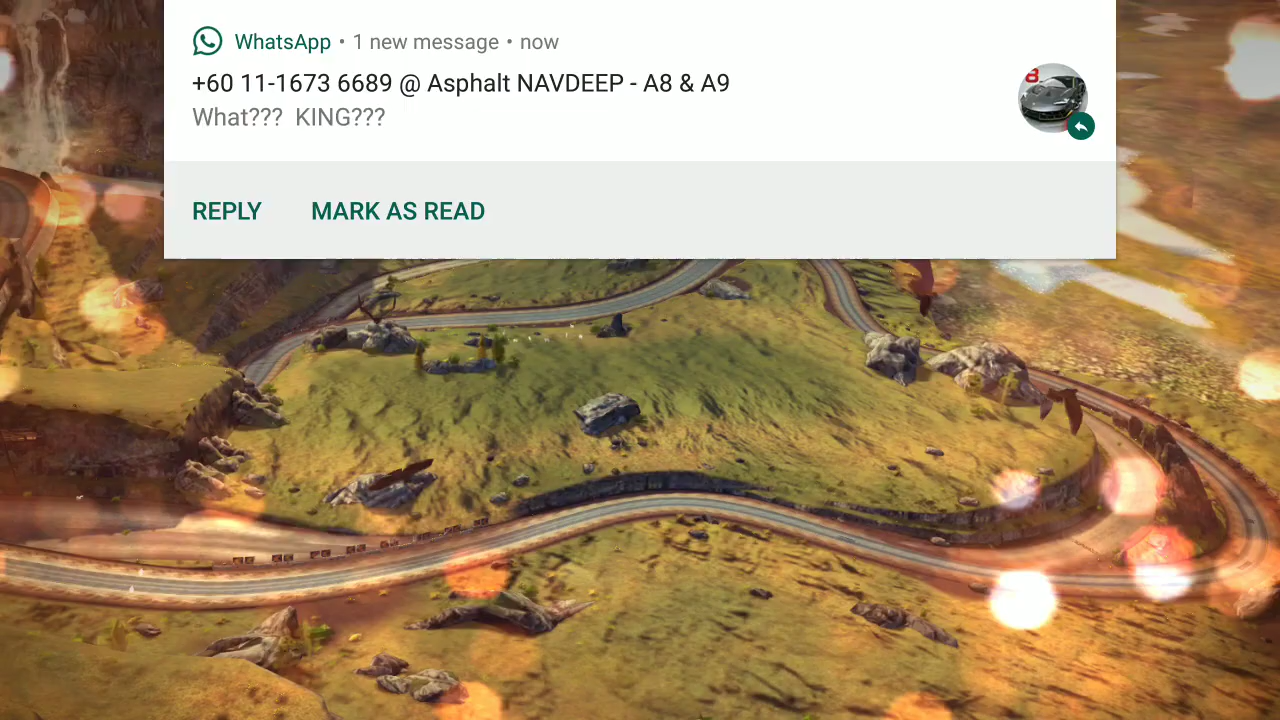 WhatsApp • 1 new message • now
+60 11-1673 6689 @ Asphalt NAVDEEP - A8 & A9
What???  KING???
8
REPLY MARK AS READ